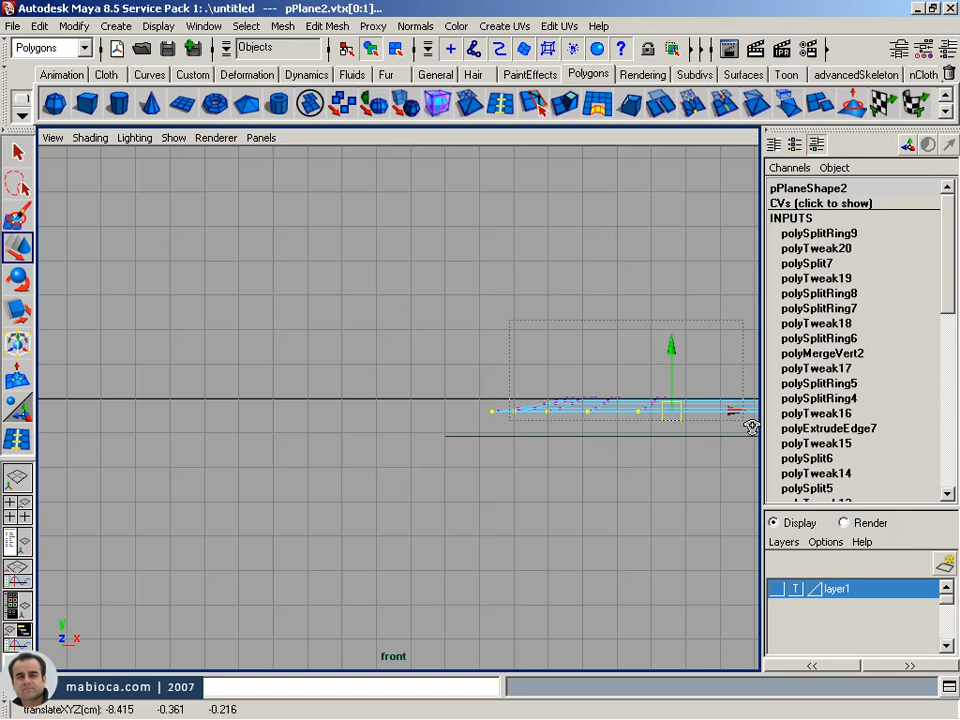 Autodesk Maya 8.5 Service Pack 1: .\untitled --- pPlane2.vtx[0:1]...
File Edit Modify Create Display Window Select Mesh Edit Mesh Proxy Normals Color Create UVs Edit UVs Help
Polygons Objects
Animation Cloth Curves Custom Deformation Dynamics Fluids Fur General Hair PaintEffects Polygons Rendering Subdivs Surfaces Toon advancedSkeleton nCloth
View Shading Lighting Show Renderer Panels
Channels Object
pPlaneShape2
CVs (click to show)
INPUTS
polySplitRing9
polyTweak20
polySplit7
polyTweak19
polySplitRing8
polySplitRing7
polyTweak18
polySplitRing6
polyMergeVert2
polyTweak17
polySplitRing5
polySplitRing4
polyTweak16
polyExtrudeEdge7
polyTweak15
polySplit6
polyTweak14
polySplit5
Display Render
Layers Options Help
T layer1
<< >>
y
z x
front
mabioca.com | 2007
translateXYZ(cm): -8.415 -0.361 -0.216